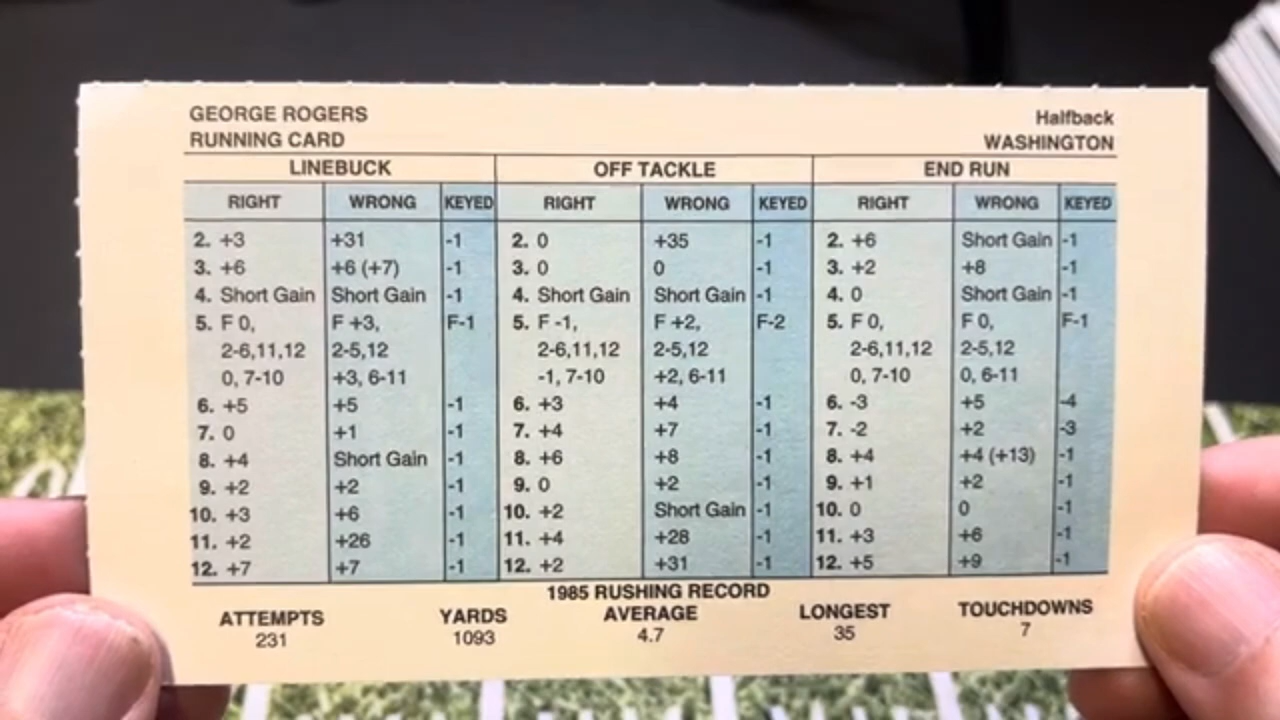 GEORGE ROGERS Halfback
RUNNING CARD WASHINGTON
LINEBUCK OFF TACKLE END RUN
RIGHT WRONG KEYED RIGHT WRONG KEYED RIGHT WRONG KEYED
2. +3 +31 -1 2. 0 +35 -1 2. +6 Short Gain -1
3. +6 +6 (+7) -1 3. 0 0 -1 3. +2 +8 -1
4. Short Gain Short Gain -1 4. Short Gain Short Gain -1 4. 0 Short Gain -1
5. F 0, F +3, F-1 5. F -1, F +2, F-2 5. F 0, F 0, F-1
2-6,11,12 2-5,12 2-6,11,12 2-5,12 2-6,11,12 2-5,12
0, 7-10 +3, 6-11 -1, 7-10 +2, 6-11 0, 7-10 0, 6-11
6. +5 +5 -1 6. +3 +4 -1 6. -3 +5 -4
7. 0 +1 -1 7. +4 +7 -1 7. -2 +2 -3
8. +4 Short Gain -1 8. +6 +8 -1 8. +4 +4 (+13) -1
9. +2 +2 -1 9. 0 +2 -1 9. +1 +2 -1
10. +3 +6 -1 10. +2 Short Gain -1 10. 0 0 -1
11. +2 +26 -1 11. +4 +28 -1 11. +3 +6 -1
12. +7 +7 -1 12. +2 +31 -1 12. +5 +9 -1
1985 RUSHING RECORD
ATTEMPTS YARDS AVERAGE LONGEST TOUCHDOWNS
231 1093 4.7 35 7